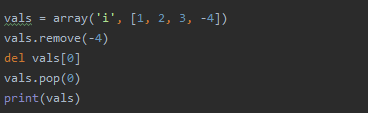 vals = array('i', [1, 2, 3, -4])
vals.remove(-4)
del vals[0]
vals.pop(0)
print(vals)